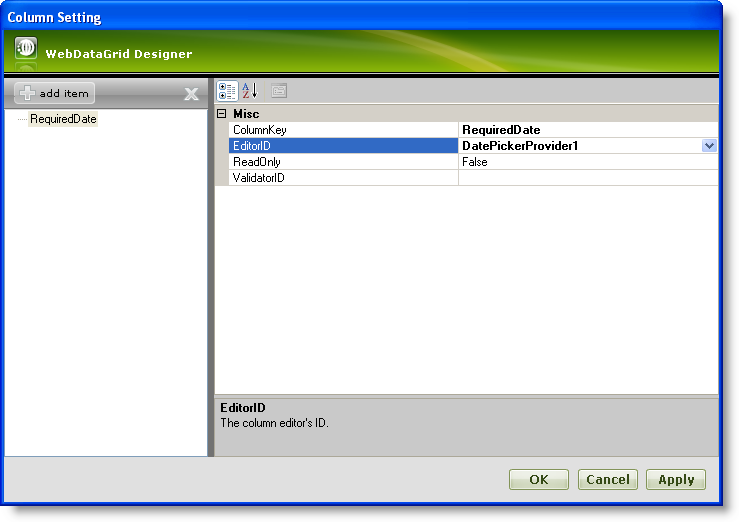 Column Setting
WebDataGrid Designer
add item
RequiredDate
Misc
ColumnKey RequiredDate
EditorID DatePickerProvider1
ReadOnly False
ValidatorID
EditorID
The column editor's ID.
OK Cancel Apply